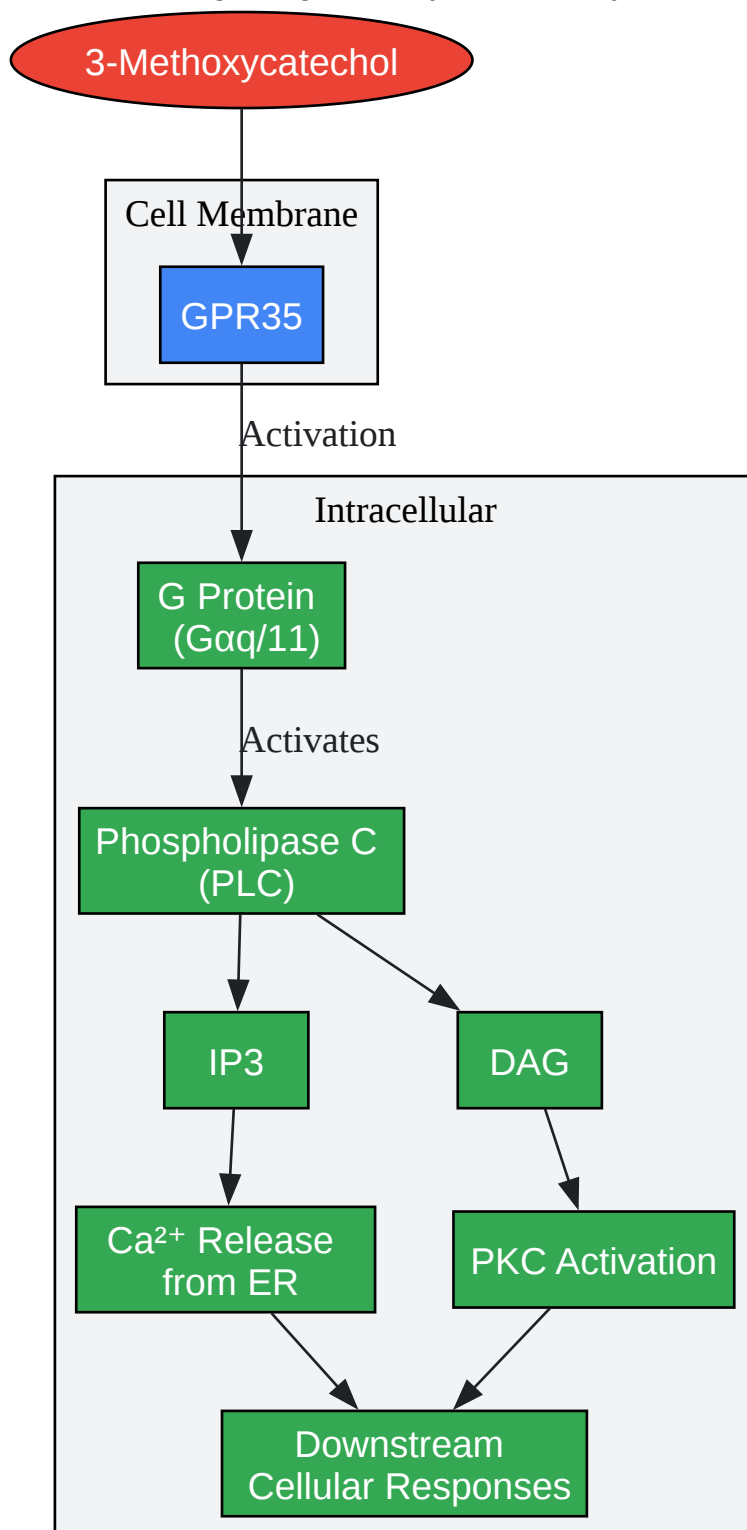 3-Methoxycatechol
Cell Membrane
GPR35
Activation
Intracellular
G Protein
(Gαq/11)
Activates
Phospholipase C
(PLC)
IP3
DAG
Ca²⁺ Release
from ER
PKC Activation
Downstream
Cellular Responses